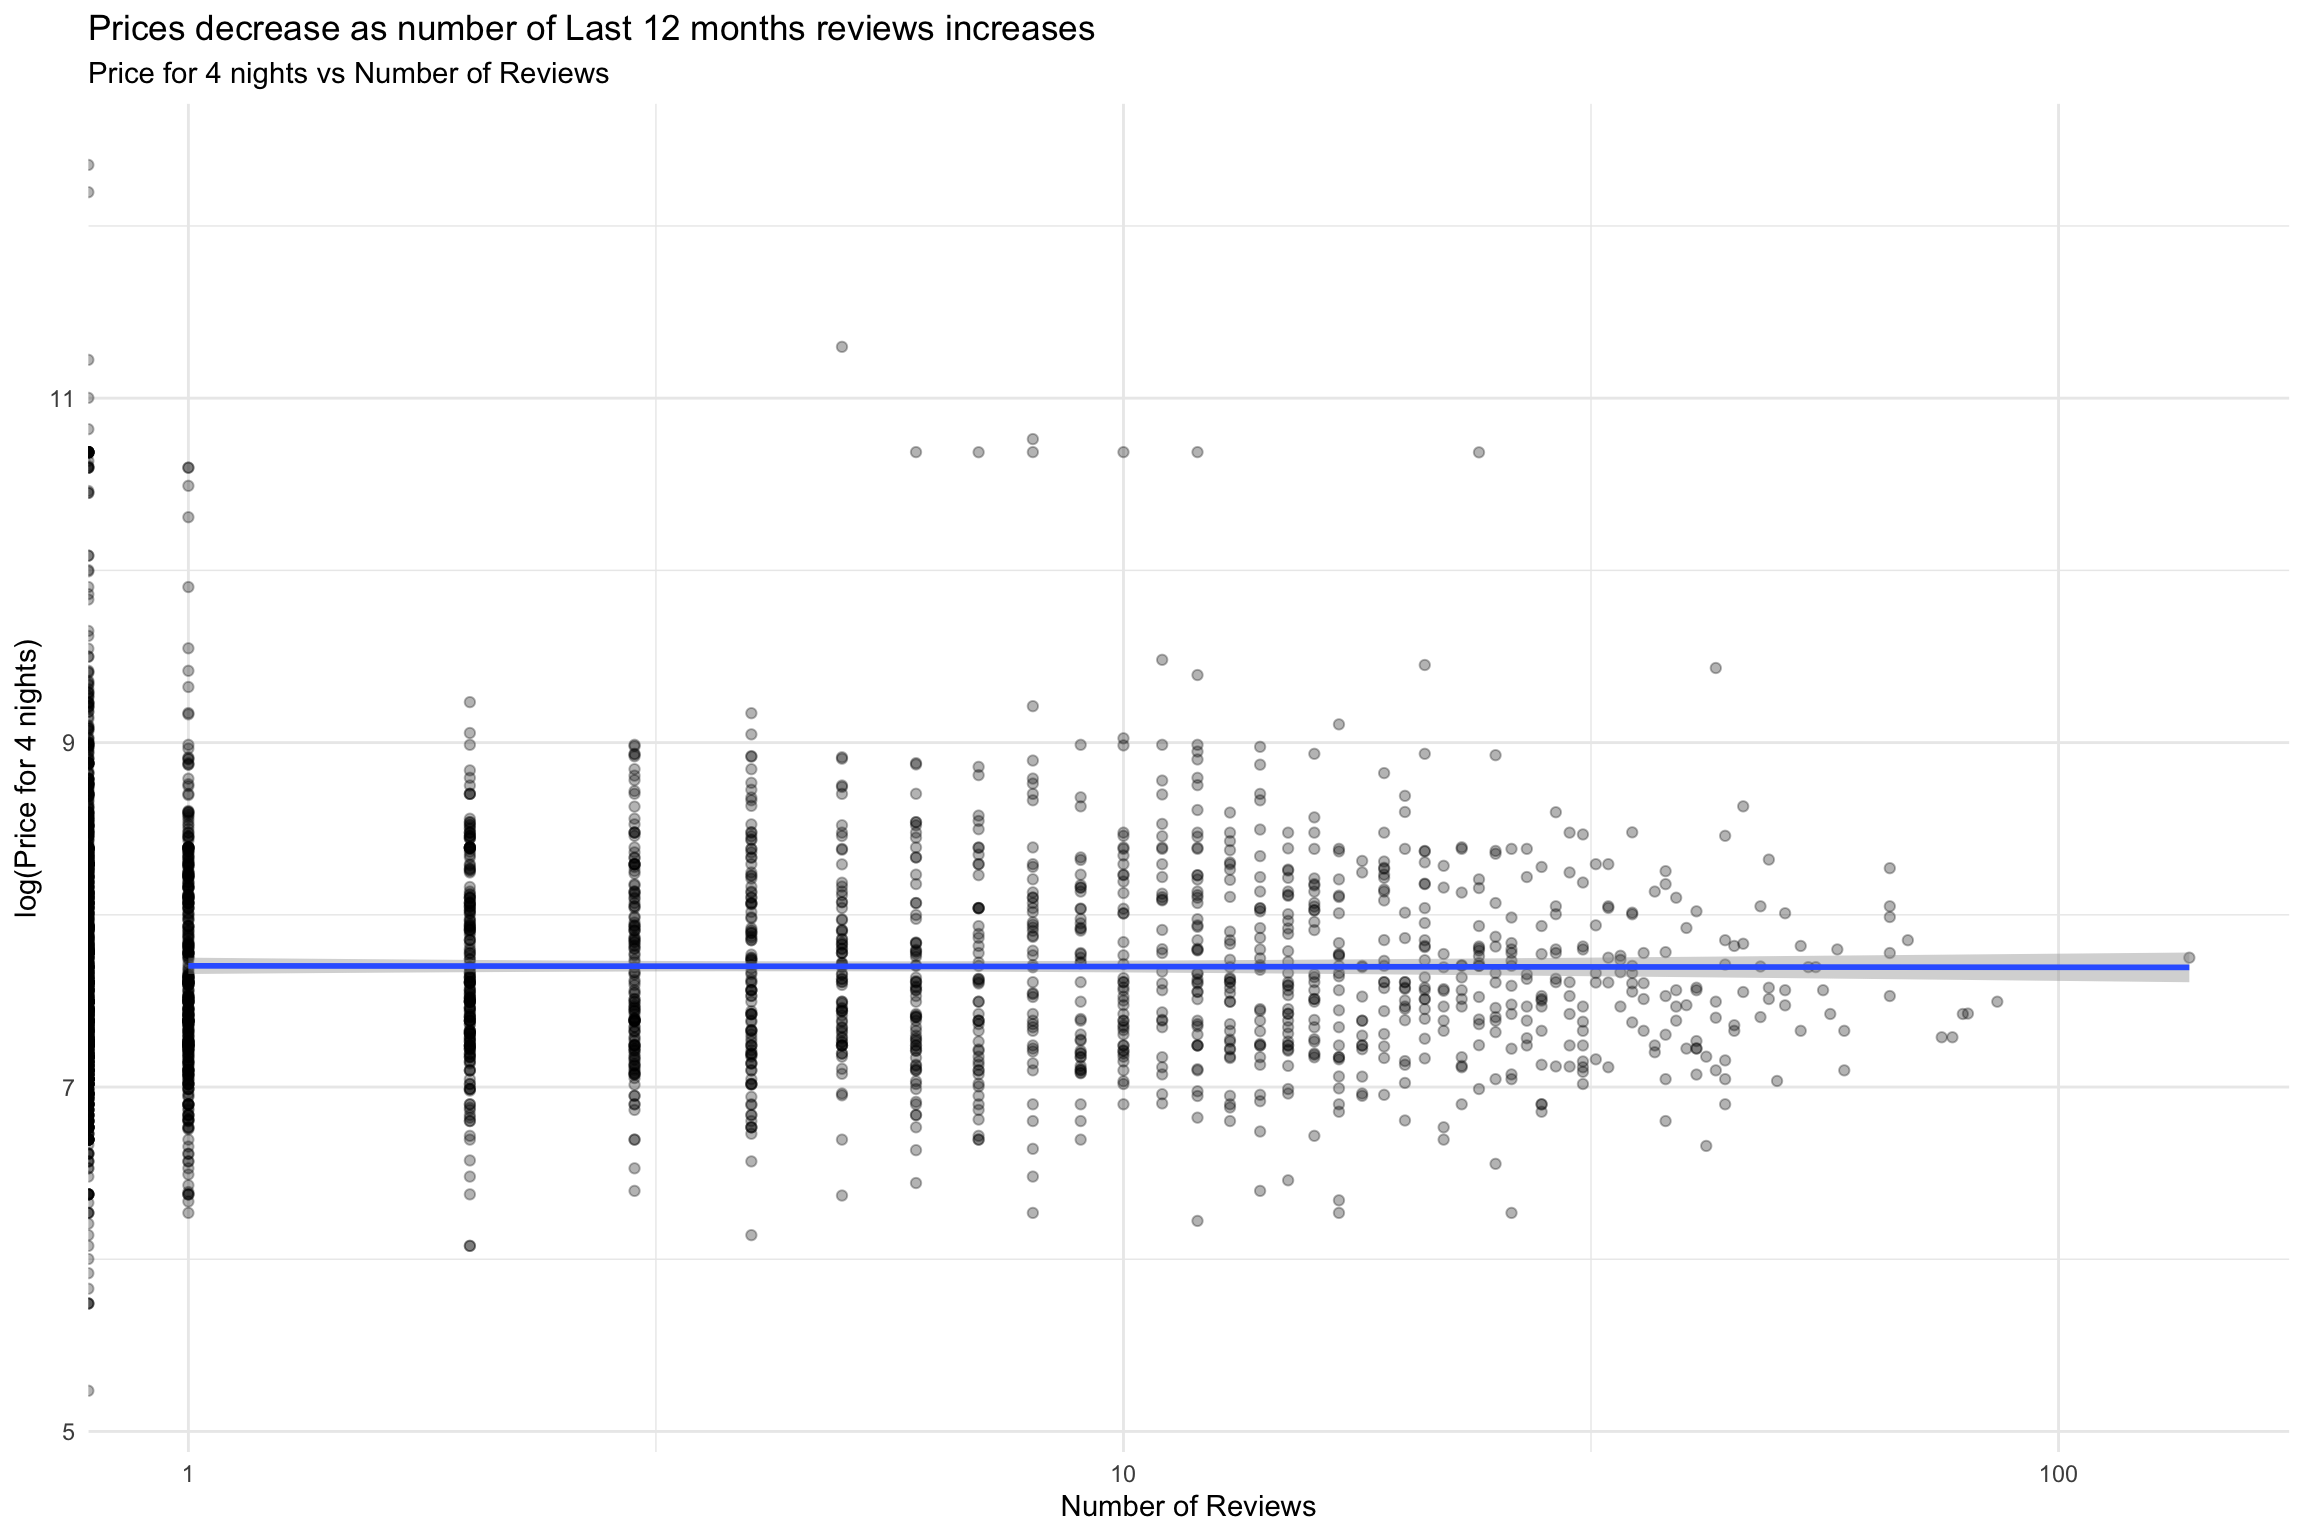 Prices decrease as number of Last 12 months reviews increases
Price for 4 nights vs Number of Reviews
log(Price for 4 nights)
11
9
7
5
1
10
100
Number of Reviews